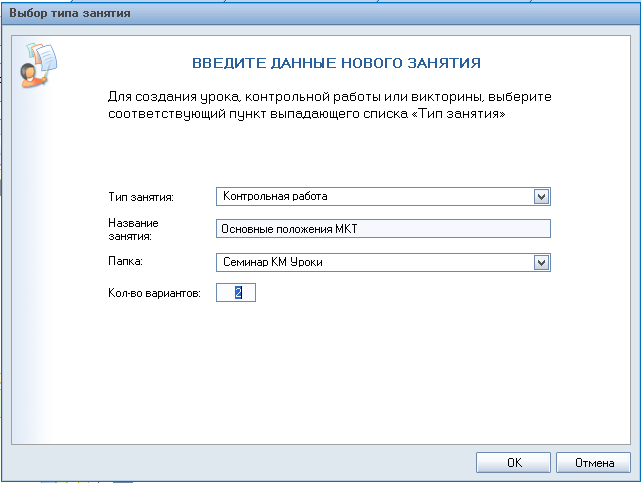 Выбор типа занятия
ВВЕДИТЕ ДАННЫЕ НОВОГО ЗАНЯТИЯ
Для создания урока, контрольной работы или викторины, выберите
соответствующий пункт выпадающего списка «Тип занятия»
Тип занятия: Контрольная работа
Название
занятия: Основные положения МКТ
Папка: Семинар КМ Уроки
Кол-во вариантов: 2
ОК Отмена